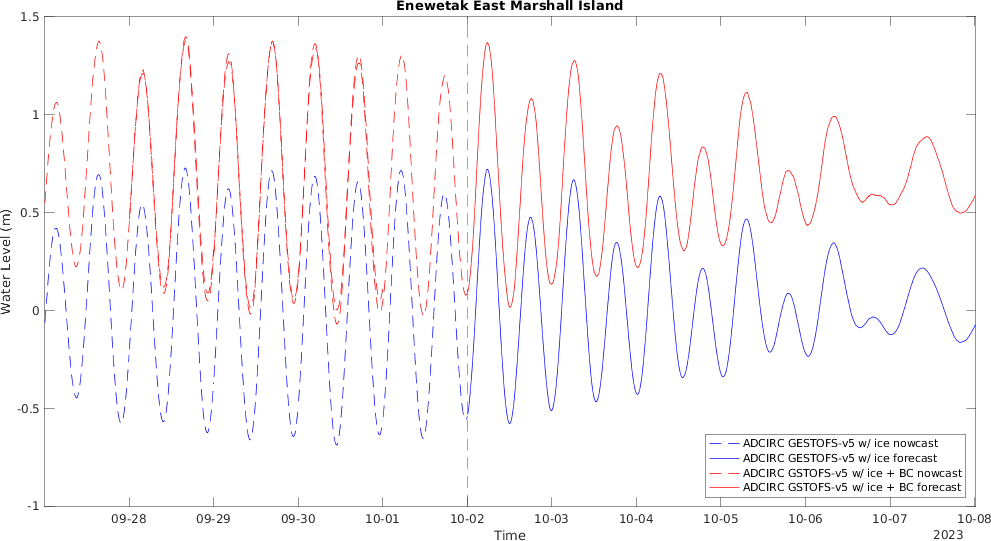 Enewetak East Marshall Island
1.5
1
0.5
0
-0.5
-1
Water Level (m)
ADCIRC GESTOFS-v5 w/ ice nowcast
ADCIRC GESTOFS-v5 w/ ice forecast
ADCIRC GSTOFS-v5 w/ ice + BC nowcast
ADCIRC GSTOFS-v5 w/ ice + BC forecast
09-28 09-29 09-30 10-01 10-02 10-03 10-04 10-05 10-06 10-07 10-08
Time
2023